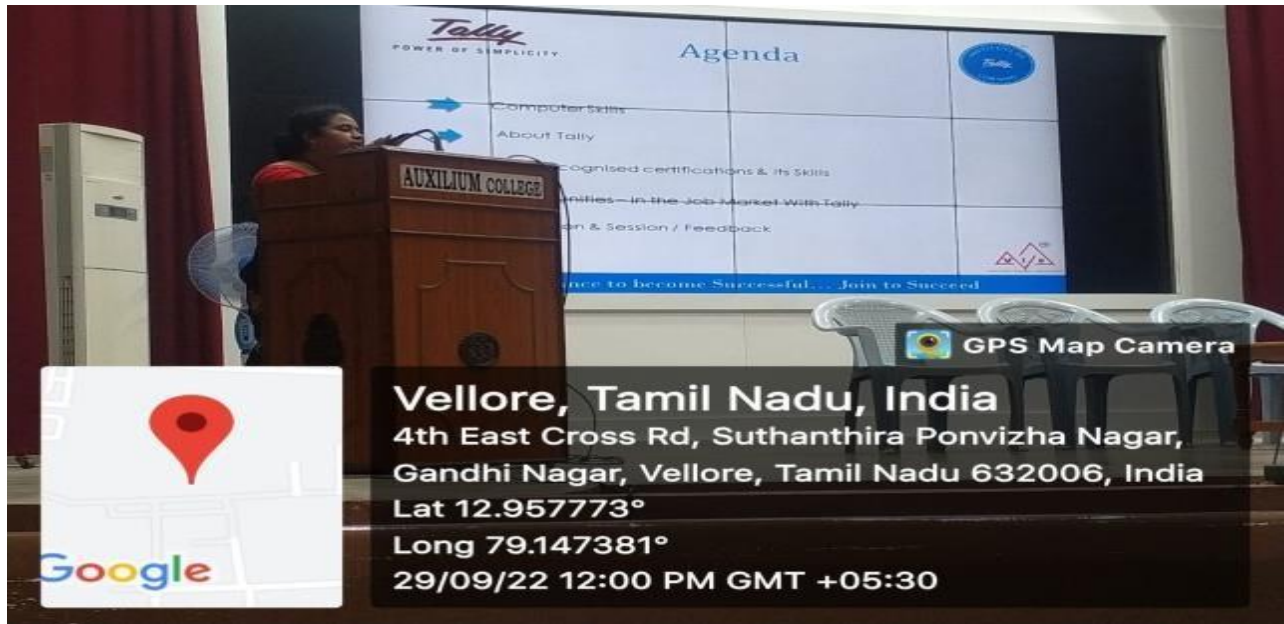 Tally
POWER OF SIMPLICITY
Agenda
Computer Skills
About Tally
cognised certifications & its Skills
nities - in the Job Market With Tally
n & Session / Feedback
nce to become Successful... Join to Succeed
AUXILIUM COLLEGE
GPS Map Camera
Vellore, Tamil Nadu, India
4th East Cross Rd, Suthanthira Ponvizha Nagar,
Gandhi Nagar, Vellore, Tamil Nadu 632006, India
Lat 12.957773°
Long 79.147381°
29/09/22 12:00 PM GMT +05:30
Google